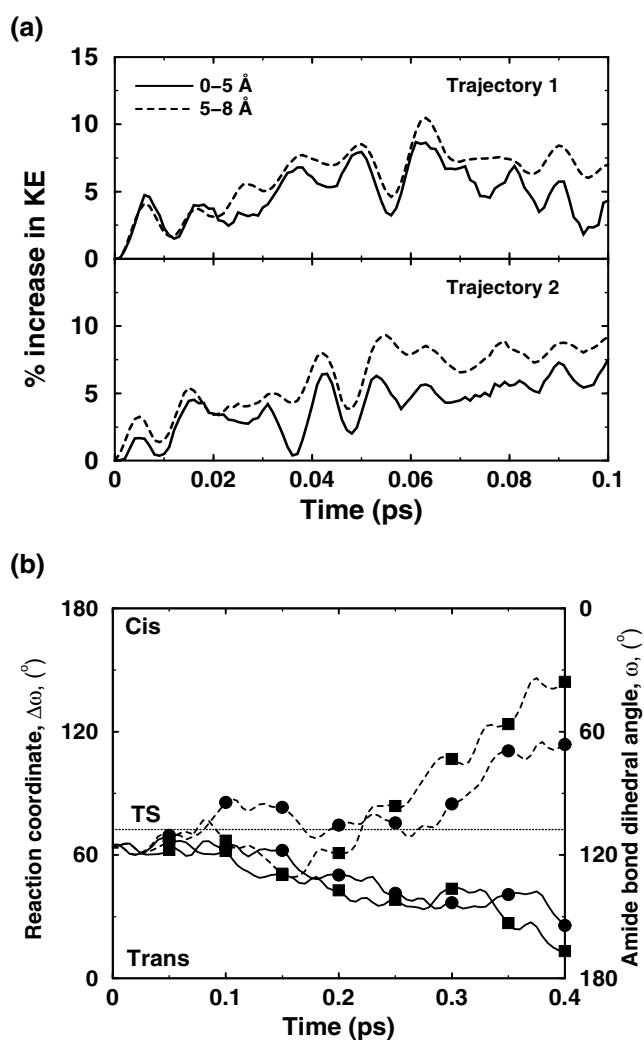 (a)
15
10
5
0
0–5 Å
5–8 Å
Trajectory 1
% increase in KE
10
5
0
Trajectory 2
0 0.02 0.04 0.06 0.08 0.1
Time (ps)
(b)
180
120
60
0
Reaction coordinate, Δω, (°)
Cis
TS
Trans
0
60
120
180
Amide bond dihedral angle, ω, (°)
0 0.1 0.2 0.3 0.4
Time (ps)